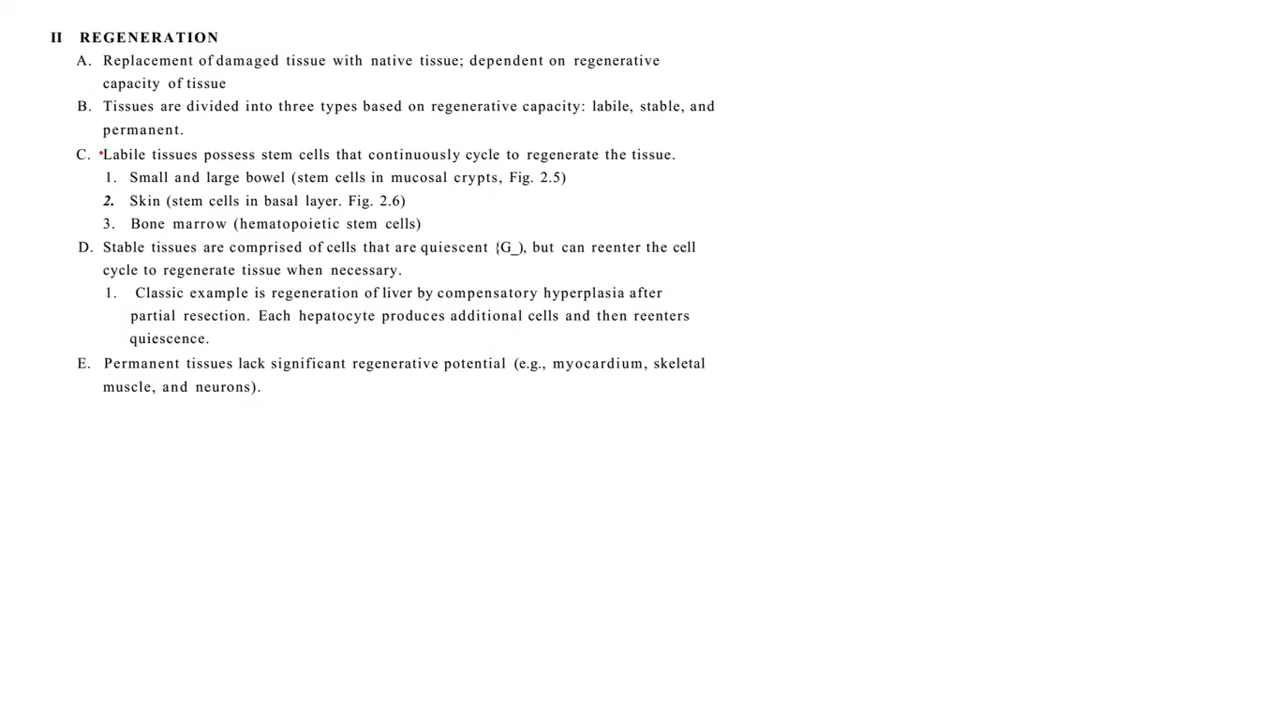 II REGENERATION
A. Replacement of damaged tissue with native tissue; dependent on regenerative
capacity of tissue
B. Tissues are divided into three types based on regenerative capacity: labile, stable, and
permanent.
C. Labile tissues possess stem cells that continuously cycle to regenerate the tissue.
1. Small and large bowel (stem cells in mucosal crypts, Fig. 2.5)
2. Skin (stem cells in basal layer. Fig. 2.6)
3. Bone marrow (hematopoietic stem cells)
D. Stable tissues are comprised of cells that are quiescent {G_), but can reenter the cell
cycle to regenerate tissue when necessary.
1. Classic example is regeneration of liver by compensatory hyperplasia after
partial resection. Each hepatocyte produces additional cells and then reenters
quiescence.
E. Permanent tissues lack significant regenerative potential (e.g., myocardium, skeletal
muscle, and neurons).